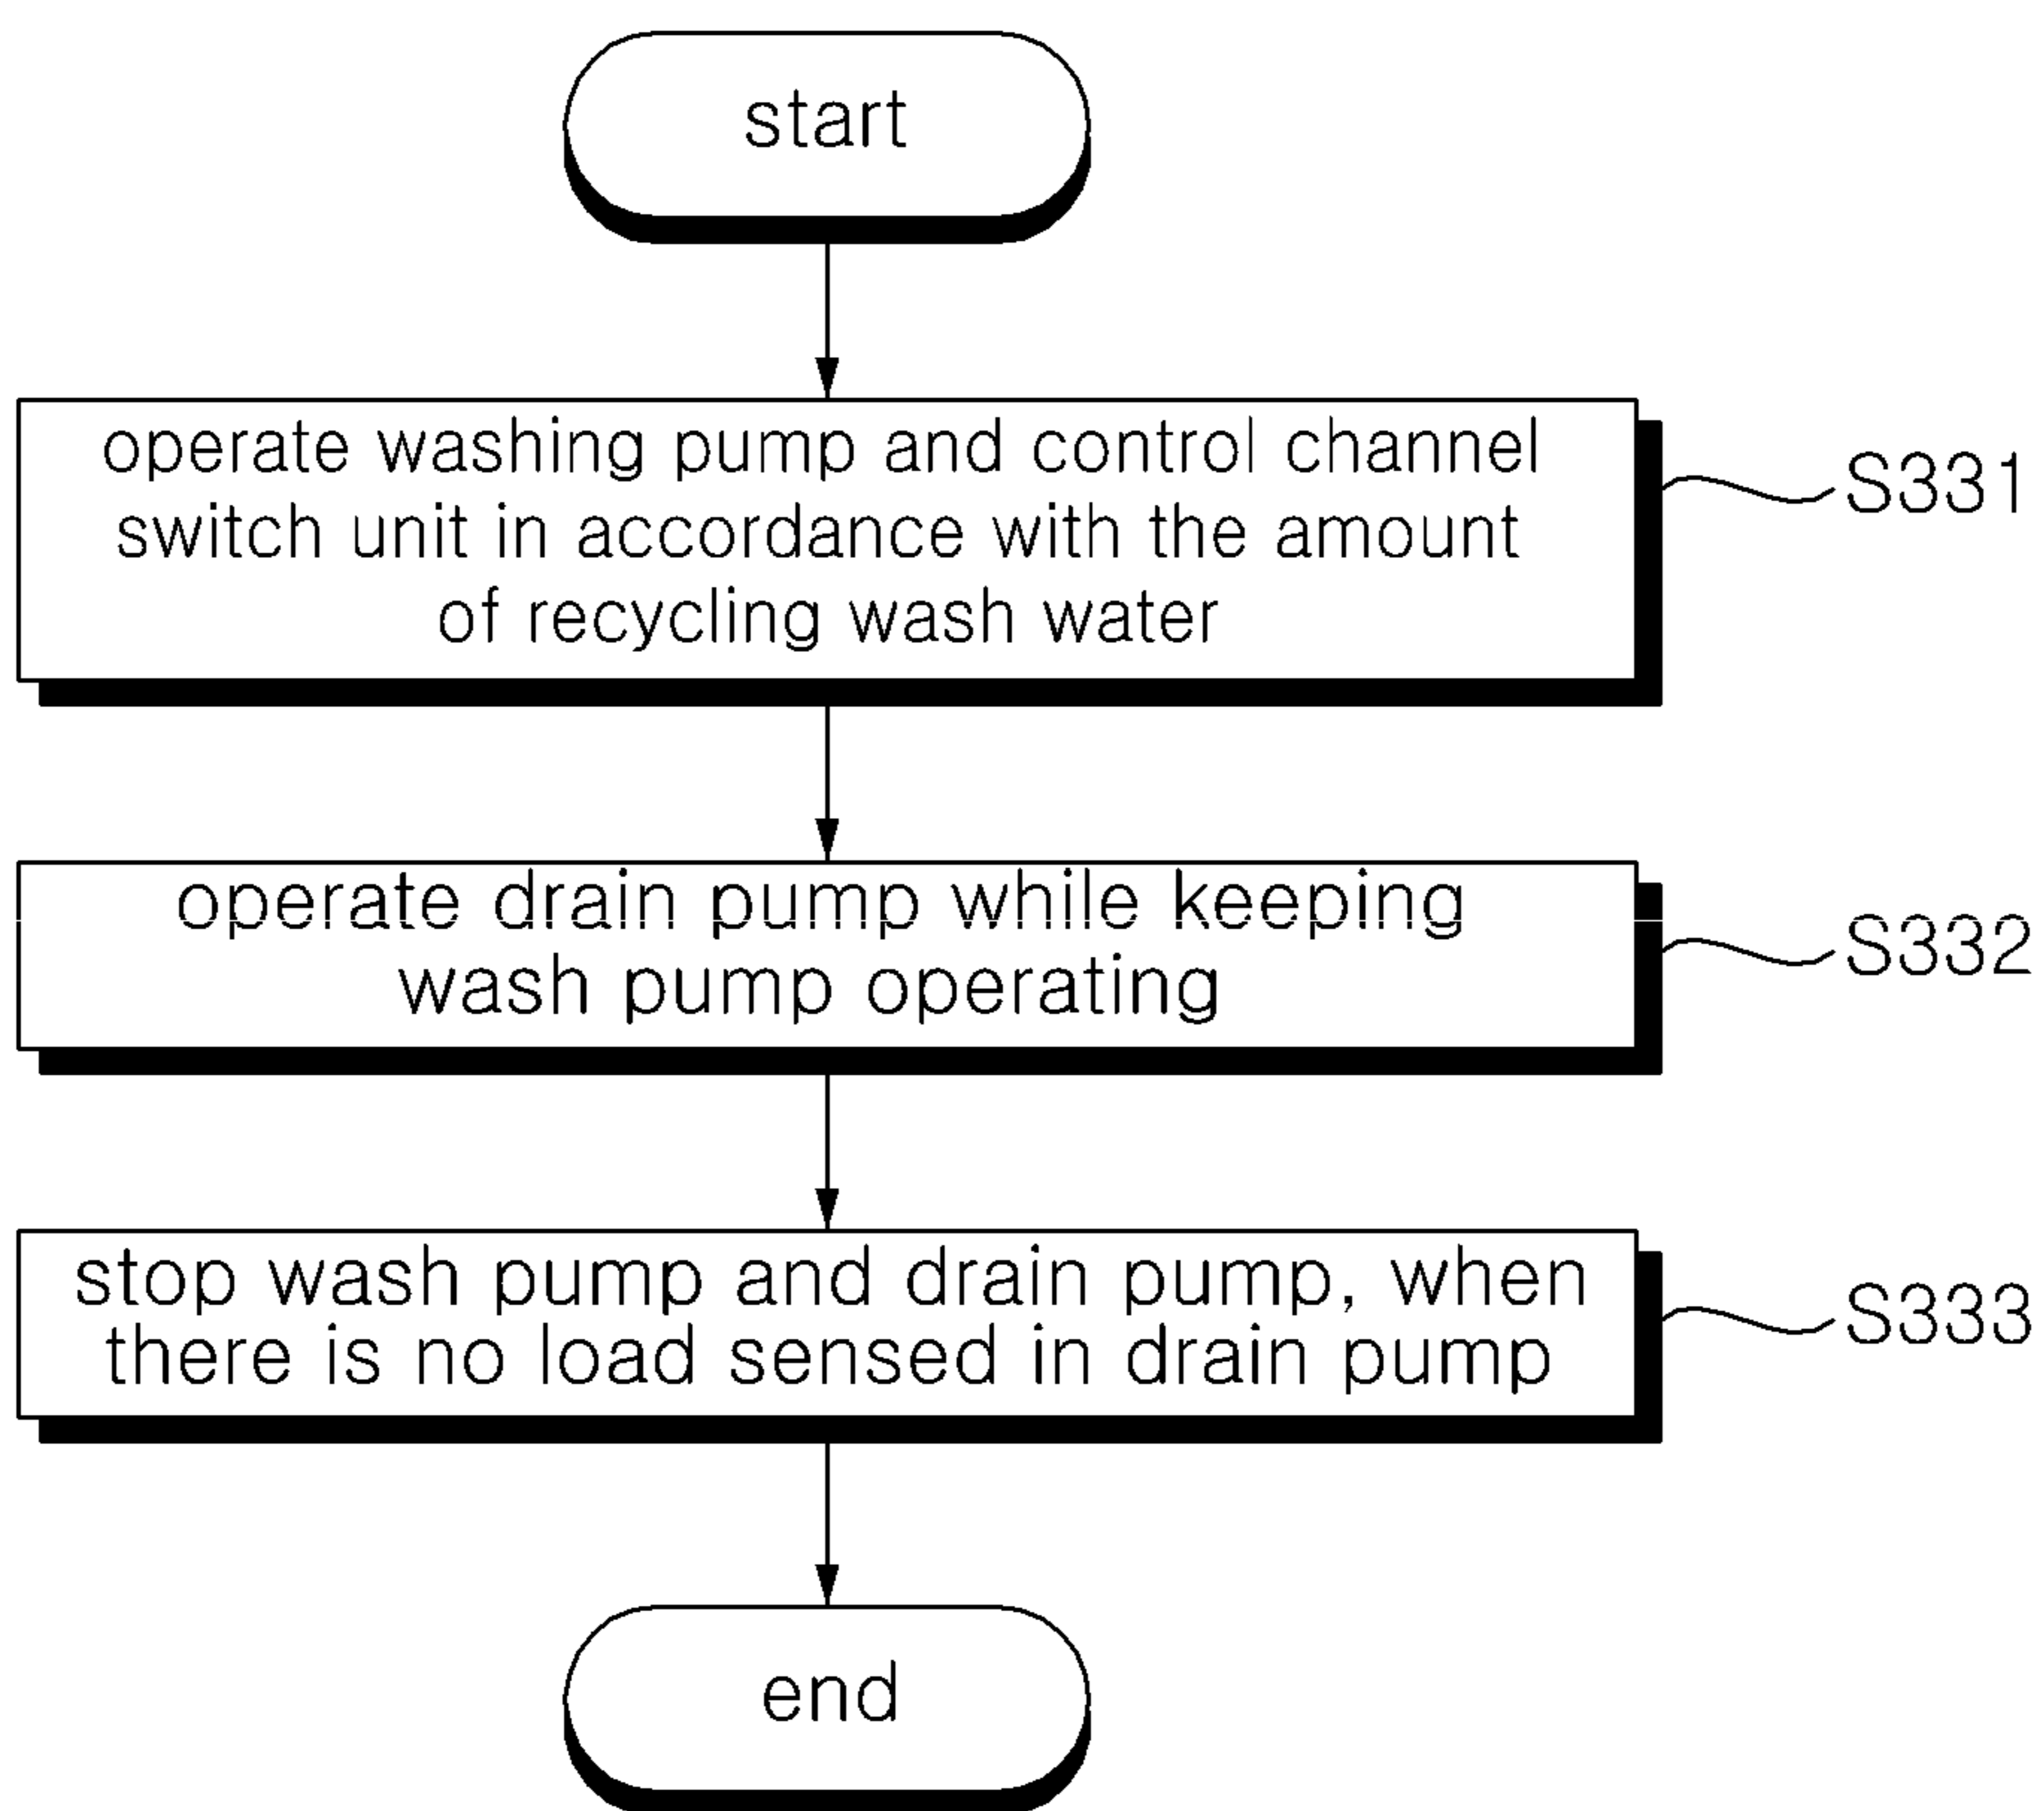 start
operate washing pump and control channel
switch unit in accordance with the amount
of recycling wash water
S331
operate drain pump while keeping
wash pump operating
S332
stop wash pump and drain pump, when
there is no load sensed in drain pump
S333
end